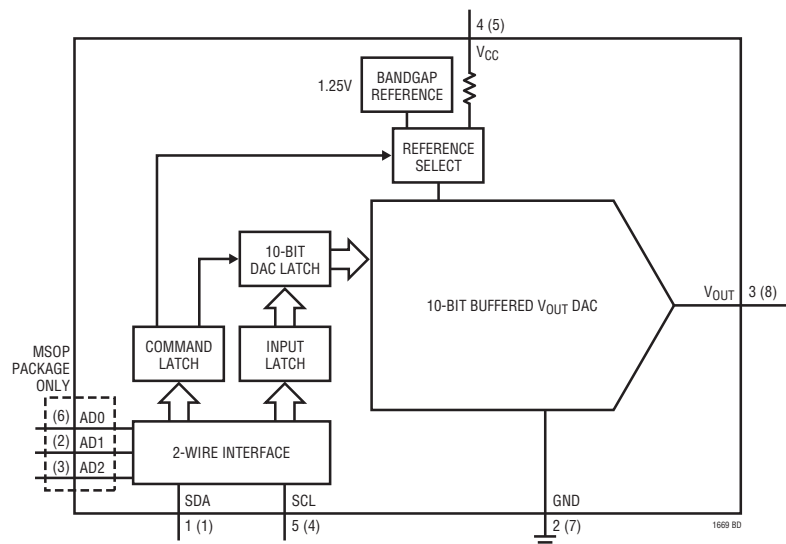 4 (5)
VCC
1.25V
BANDGAP
REFERENCE
REFERENCE
SELECT
10-BIT
DAC LATCH
10-BIT BUFFERED VOUT DAC
VOUT
3 (8)
COMMAND
LATCH
INPUT
LATCH
MSOP
PACKAGE
ONLY
(6) AD0
(2) AD1
(3) AD2
2-WIRE INTERFACE
SDA
SCL
GND
1 (1)
5 (4)
2 (7)
1669 BD